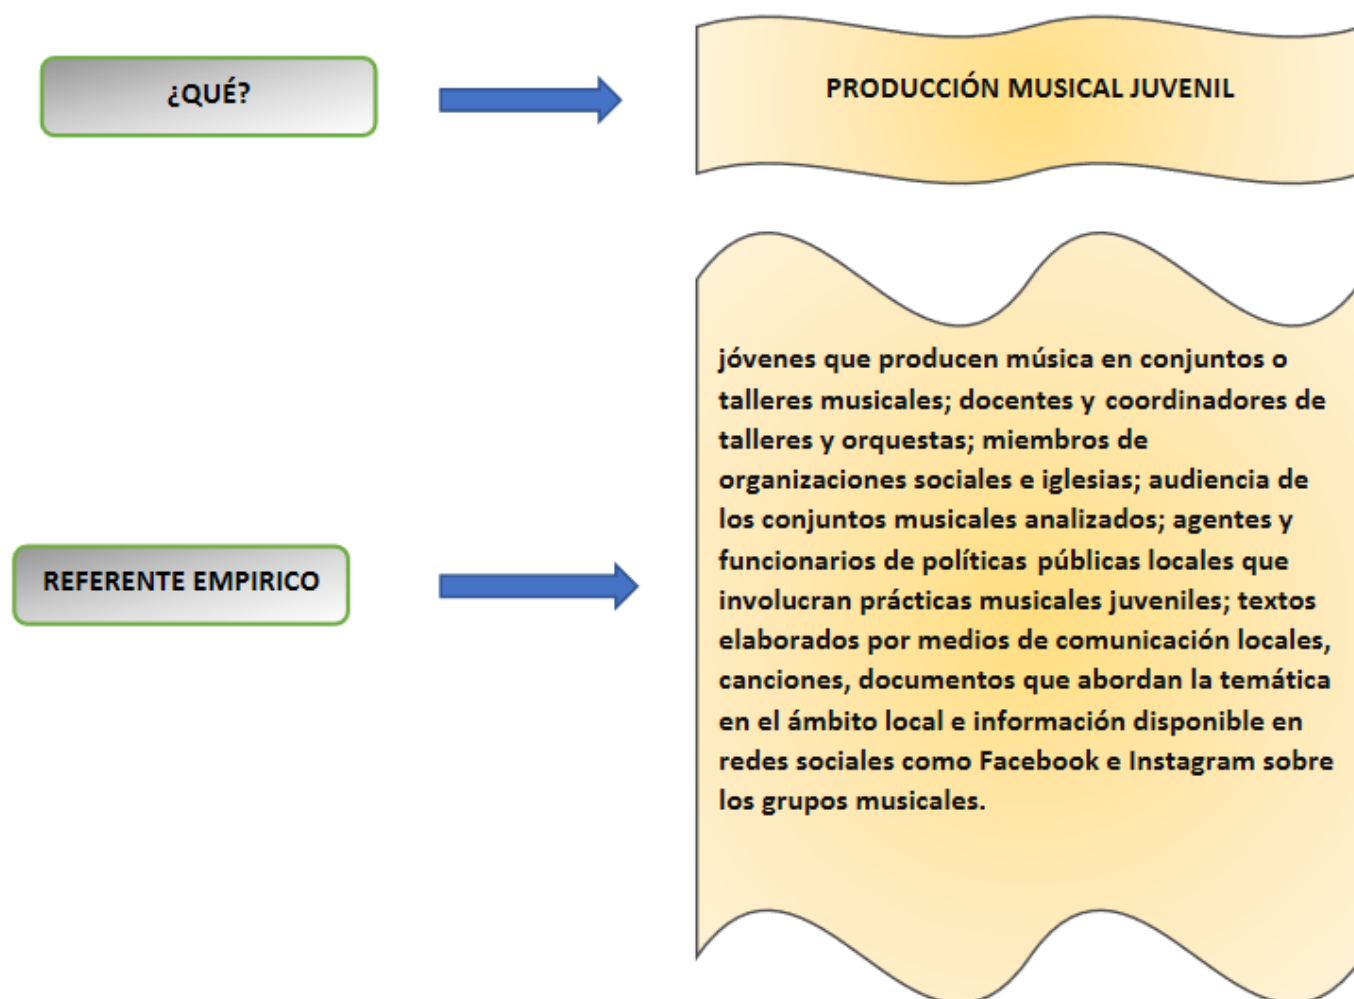 ¿QUÉ?
PRODUCCIÓN MUSICAL JUVENIL
REFERENTE EMPIRICO
jóvenes que producen música en conjuntos o
talleres musicales; docentes y coordinadores de
talleres y orquestas; miembros de
organizaciones sociales e iglesias; audiencia de
los conjuntos musicales analizados; agentes y
funcionarios de políticas públicas locales que
involucran prácticas musicales juveniles; textos
elaborados por medios de comunicación locales,
canciones, documentos que abordan la temática
en el ámbito local e información disponible en
redes sociales como Facebook e Instagram sobre
los grupos musicales.